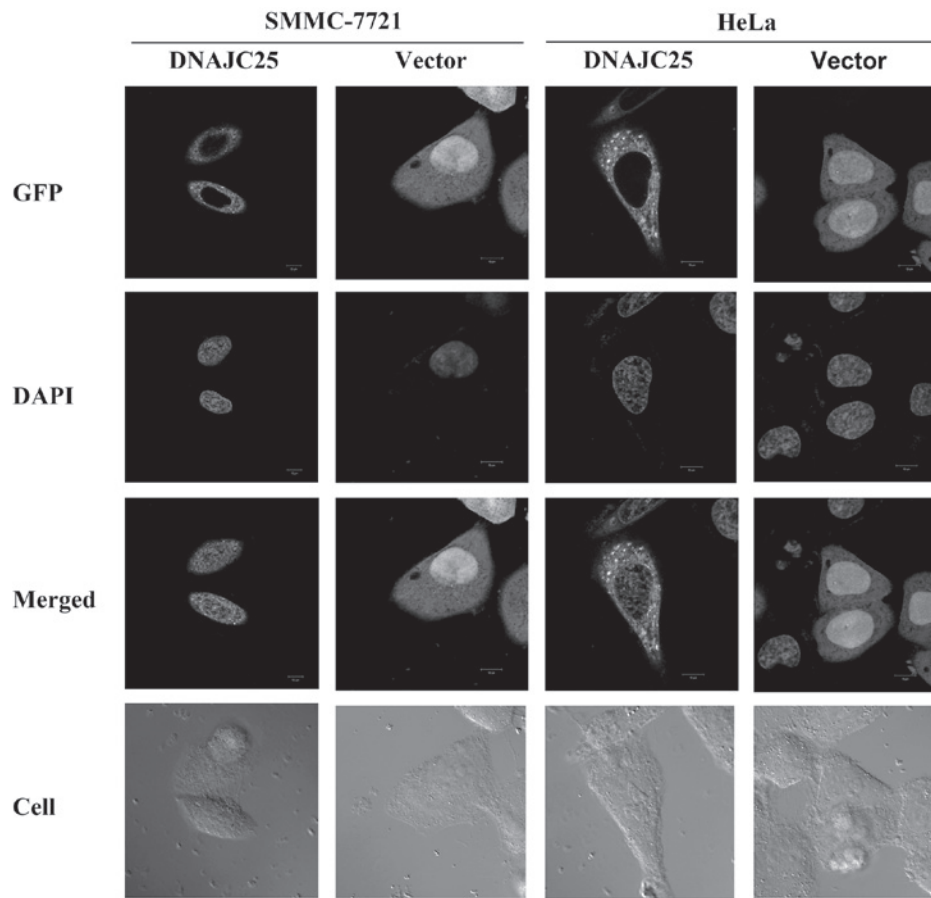 SMMC-7721 HeLa
DNAJC25 Vector DNAJC25 Vector
GFP
DAPI
Merged
Cell